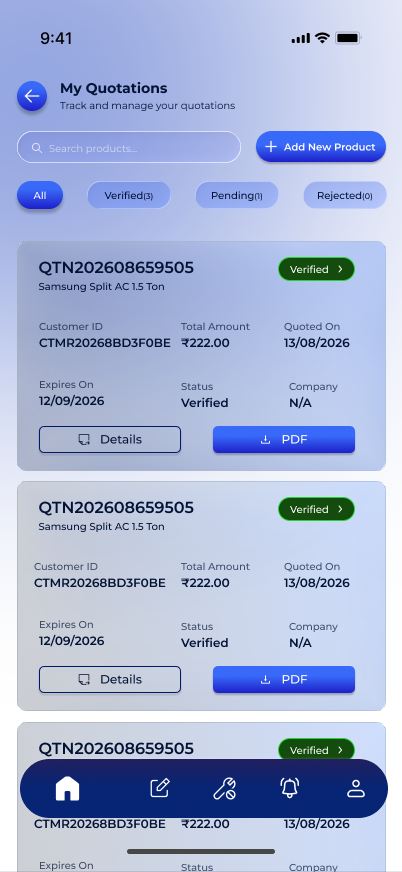 9:41
My Quotations
Track and manage your quotations
Search products...
Add New Product
All
Verified(3)
Pending(1)
Rejected(0)
QTN202608659505
Verified
Samsung Split AC 1.5 Ton
Customer ID Total Amount Quoted On
CTMR20268BD3F0BE ₹222.00 13/08/2026
Expires On Status Company
12/09/2026 Verified N/A
Details PDF
QTN202608659505
Verified
Samsung Split AC 1.5 Ton
Customer ID Total Amount Quoted On
CTMR20268BD3F0BE ₹222.00 13/08/2026
Expires On Status Company
12/09/2026 Verified N/A
Details PDF
QTN202608659505
Verified
CTMR20268BD3F0BE ₹222.00 13/08/2026
Expires On Status Company